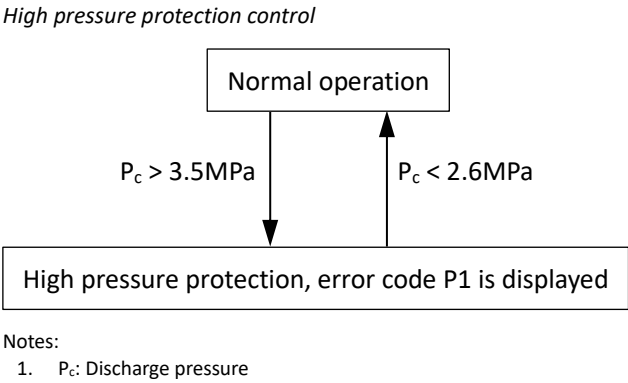 High pressure protection control
Normal operation
Pc > 3.5MPa
Pc < 2.6MPa
High pressure protection, error code P1 is displayed
Notes:
1. Pc: Discharge pressure